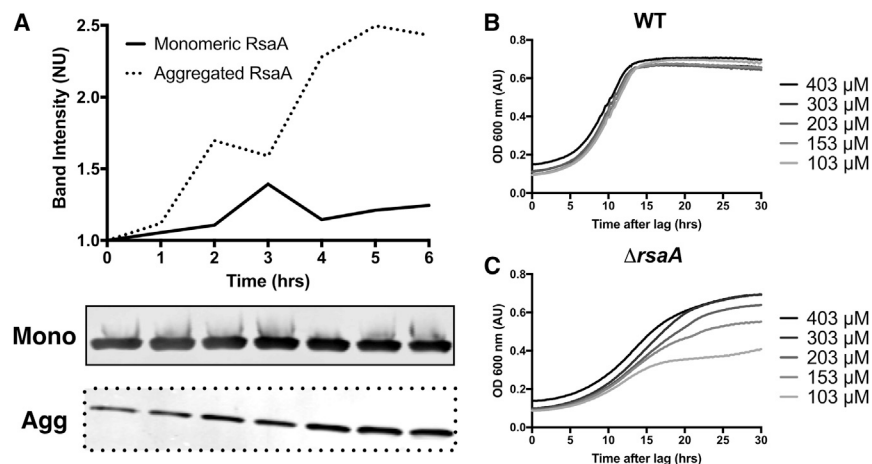 A
Band Intensity (NU)
2.5
2.0
1.5
1.0
Monomeric RsaA
Aggregated RsaA
0 1 2 3 4 5 6
Time (hrs)
Mono
Agg
B
WT
OD 600 nm (AU)
0.8
0.6
0.4
0.2
0.0
0 5 10 15 20 25 30
Time after lag (hrs)
403 µM
303 µM
203 µM
153 µM
103 µM
C
ΔrsaA
OD 600 nm (AU)
0.8
0.6
0.4
0.2
0.0
0 5 10 15 20 25 30
Time after lag (hrs)
403 µM
303 µM
203 µM
153 µM
103 µM